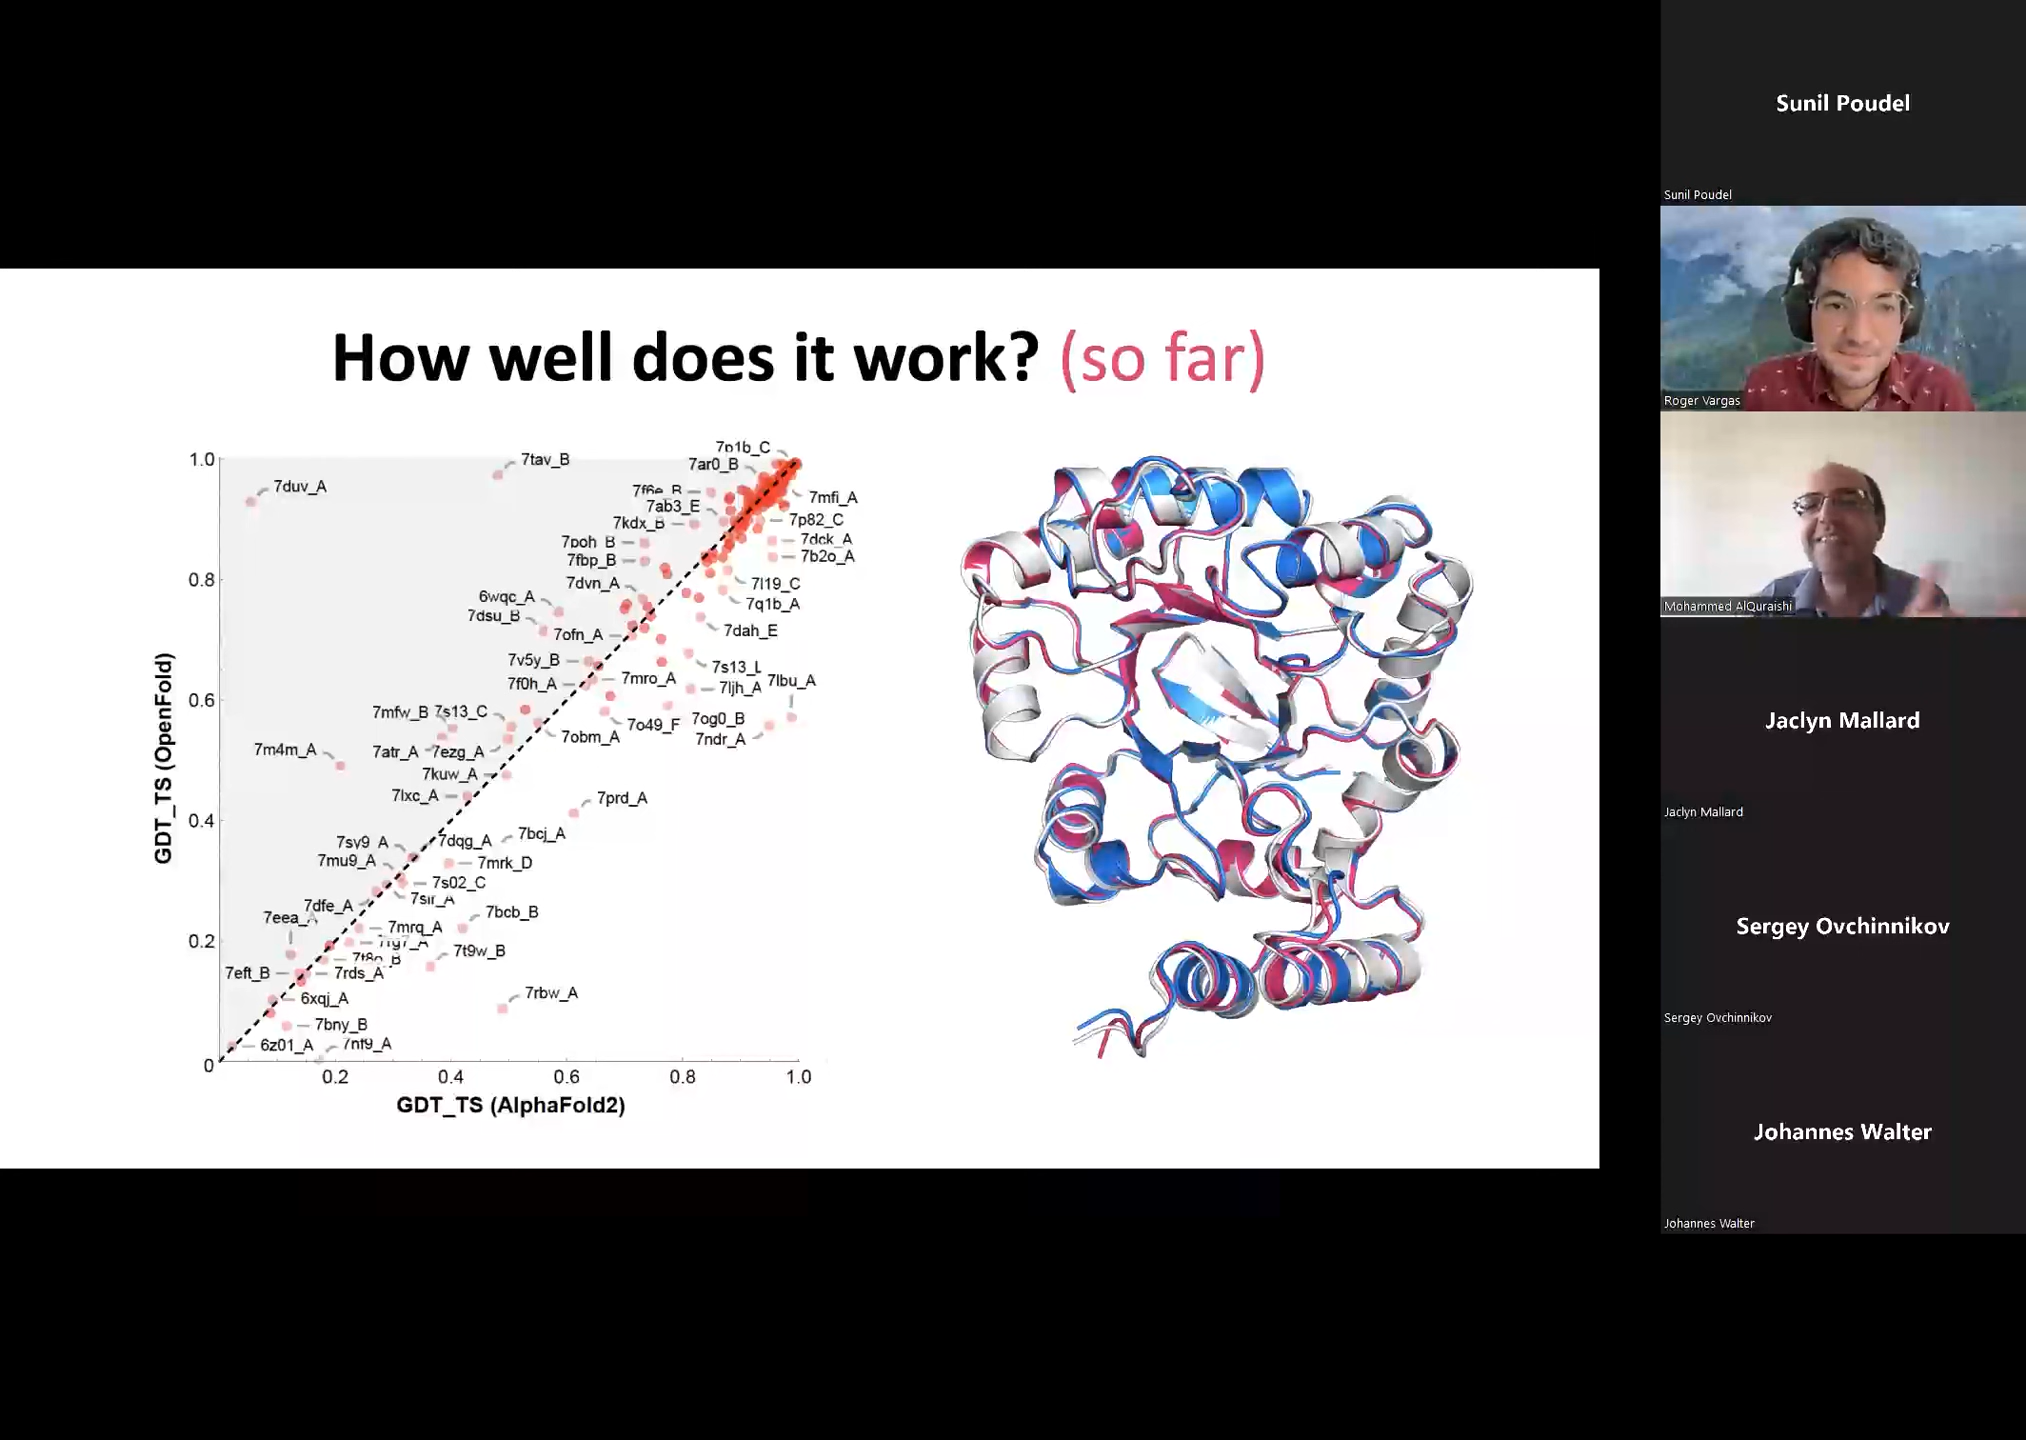 How well does it work? (so far)
7p1b_C
7tav_B
7ar0_B
1.0
7duv_A
7mfi_A
7ab3_E
7kdx_B
7p82_C
7poh_B
7dck_A
7fbp_B
7b2o_A
0.8
7dvn_A
7l19_C
6wqc_A
7q1b_A
7dsu_B
7ofn_A
7dah_E
7v5y_B
7s13_L
7f0h_A
7mro_A
7ljh_A
7lbu_A
0.6
7mfw_B
7s13_C
7o49_F
7og0_B
7m4m_A
7atr_A
7ezg_A
7obm_A
7ndr_A
7kuw_A
7lxc_A
7prd_A
0.4
7sv9_A
7dqg_A
7bcj_A
7mu9_A
7mrk_D
7s02_C
7dfe_A
7eea_A
7bcb_B
7mrq_A
0.2
7t9w_B
7eft_B
7rds_A
6xqj_A
7rbw_A
7bny_B
6z01_A
0
0.2
0.4
0.6
0.8
1.0
GDT_TS (OpenFold)
GDT_TS (AlphaFold2)
Sunil Poudel
Sunil Poudel
Roger Vargas
Mohammed AlQuraishi
Jaclyn Mallard
Jaclyn Mallard
Sergey Ovchinnikov
Sergey Ovchinnikov
Johannes Walter
Johannes Walter